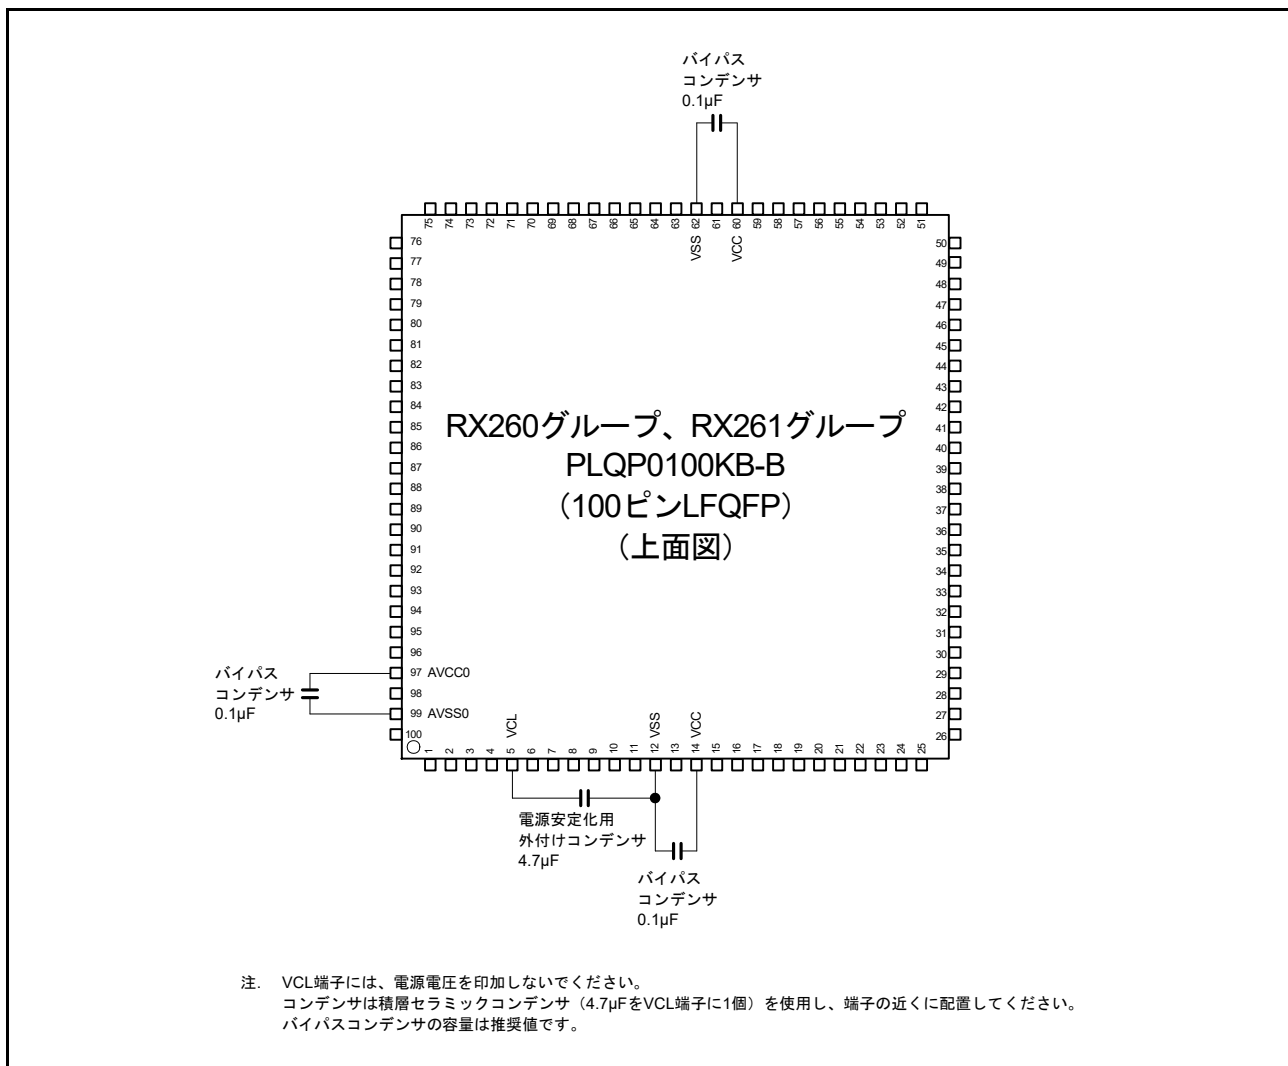 バイパス
コンデンサ
0.1µF
75 74 73 72 71 70 69 68 67 66 65 64 63 62 61 60 59 58 57 56 55 54 53 52 51
VSS VCC
76
77
78
79
80
81
82
83
84
85
86
87
88
89
90
91
92
93
94
95
96
97 AVCC0
98
99 AVSS0
100
50
49
48
47
46
45
44
43
42
41
40
39
38
37
36
35
34
33
32
31
30
29
28
27
26
RX260グループ、RX261グループ
PLQP0100KB-B
（100ピンLFQFP）
（上面図）
バイパス
コンデンサ
0.1µF
VCL VSS VCC
1 2 3 4 5 6 7 8 9 10 11 12 13 14 15 16 17 18 19 20 21 22 23 24 25
電源安定化用
外付けコンデンサ
4.7µF
バイパス
コンデンサ
0.1µF
注. VCL端子には、電源電圧を印加しないでください。
コンデンサは積層セラミックコンデンサ（4.7µFをVCL端子に1個）を使用し、端子の近くに配置してください。
バイパスコンデンサの容量は推奨値です。